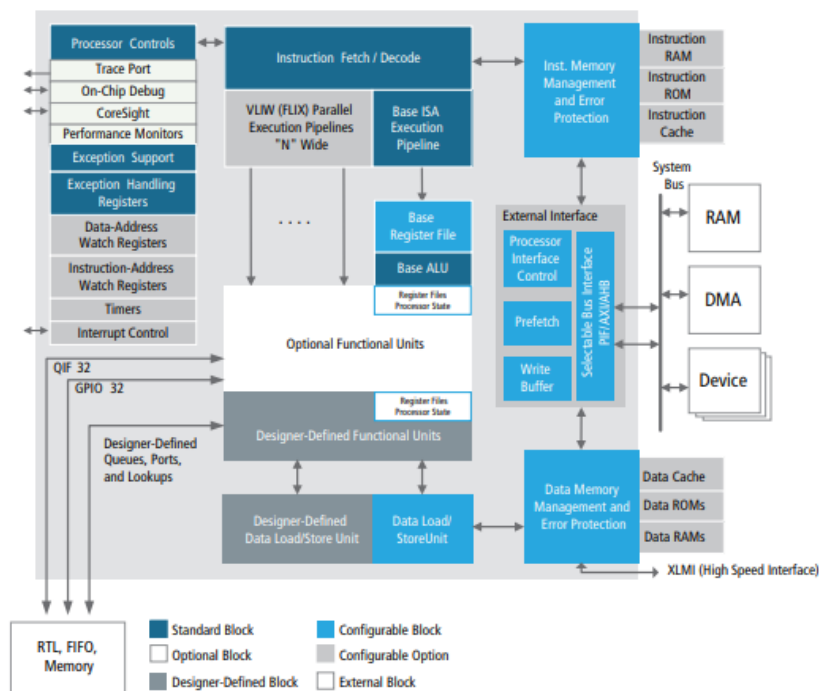 Processor Controls
Trace Port
On-Chip Debug
CoreSight
Performance Monitors
Exception Support
Exception Handling
Registers
Data-Address
Watch Registers
Instruction-Address
Watch Registers
Timers
Interrupt Control
Instruction Fetch / Decode
VLIW (FLIX) Parallel
Execution Pipelines
"N" Wide
Base ISA
Execution
Pipeline
. . . .
Base
Register File
Base ALU
Register Files
Processor State
Optional Functional Units
Register Files
Processor State
Designer-Defined Functional Units
Designer-Defined
Data Load/Store Unit
Data Load/
StoreUnit
Inst. Memory
Management
and Error
Protection
Instruction
RAM
Instruction
ROM
Instruction
Cache
External Interface
Processor
Interface
Control
Prefetch
Write
Buffer
Selectable Bus Interface
PIF/AXI/AHB
System
Bus
RAM
DMA
Device
Data Memory
Management and
Error Protection
Data Cache
Data ROMs
Data RAMs
XLMI (High Speed Interface)
QIF 32
GPIO 32
Designer-Defined
Queues, Ports,
and Lookups
RTL, FIFO,
Memory
Standard Block
Optional Block
Designer-Defined Block
Configurable Block
Configurable Option
External Block